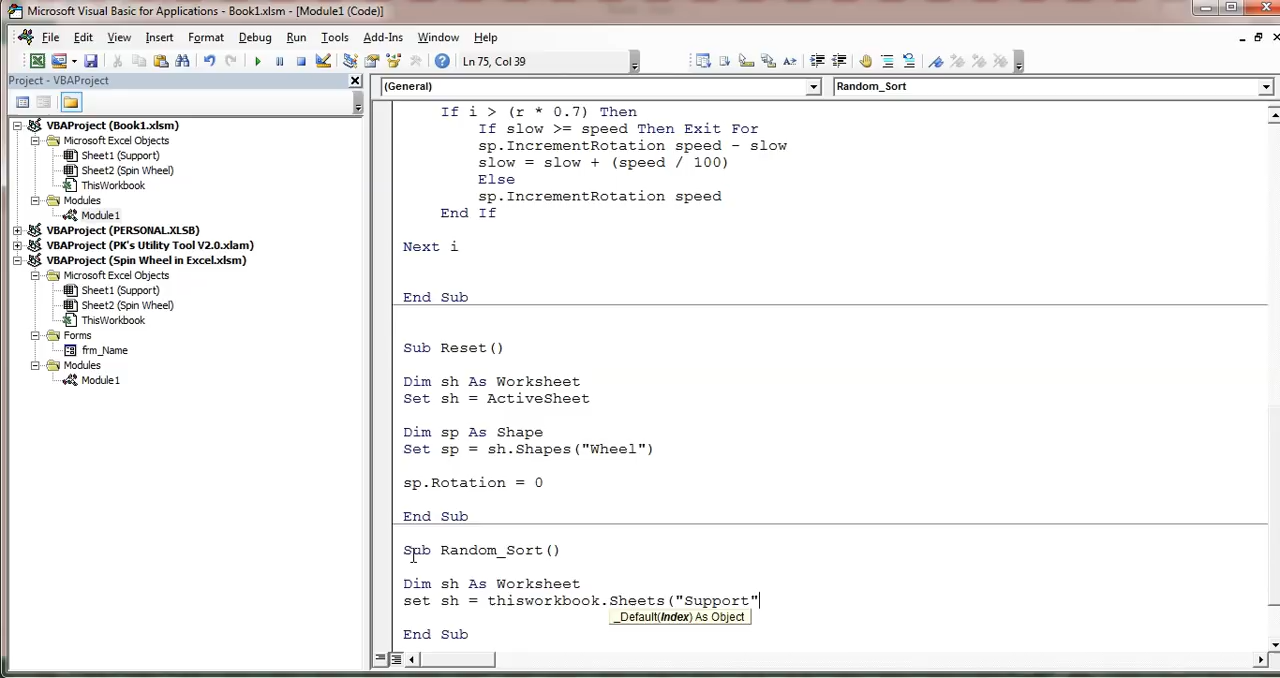 Microsoft Visual Basic for Applications - Book1.xlsm - [Module1 (Code)]
File Edit View Insert Format Debug Run Tools Add-Ins Window Help
Ln 75, Col 39
Project - VBAProject
(General)
Random_Sort
VBAProject (Book1.xlsm)
Microsoft Excel Objects
Sheet1 (Support)
Sheet2 (Spin Wheel)
ThisWorkbook
Modules
Module1
VBAProject (PERSONAL.XLSB)
VBAProject (PK's Utility Tool V2.0.xlam)
VBAProject (Spin Wheel in Excel.xlsm)
Microsoft Excel Objects
Sheet1 (Support)
Sheet2 (Spin Wheel)
ThisWorkbook
Forms
frm_Name
Modules
Module1
If i > (r * 0.7) Then
If slow >= speed Then Exit For
sp.IncrementRotation speed - slow
slow = slow + (speed / 100)
Else
sp.IncrementRotation speed
End If
Next i
End Sub
Sub Reset()
Dim sh As Worksheet
Set sh = ActiveSheet
Dim sp As Shape
Set sp = sh.Shapes("Wheel")
sp.Rotation = 0
End Sub
Sub Random_Sort()
Dim sh As Worksheet
set sh = thisworkbook.Sheets("Support"
_Default(Index) As Object
End Sub